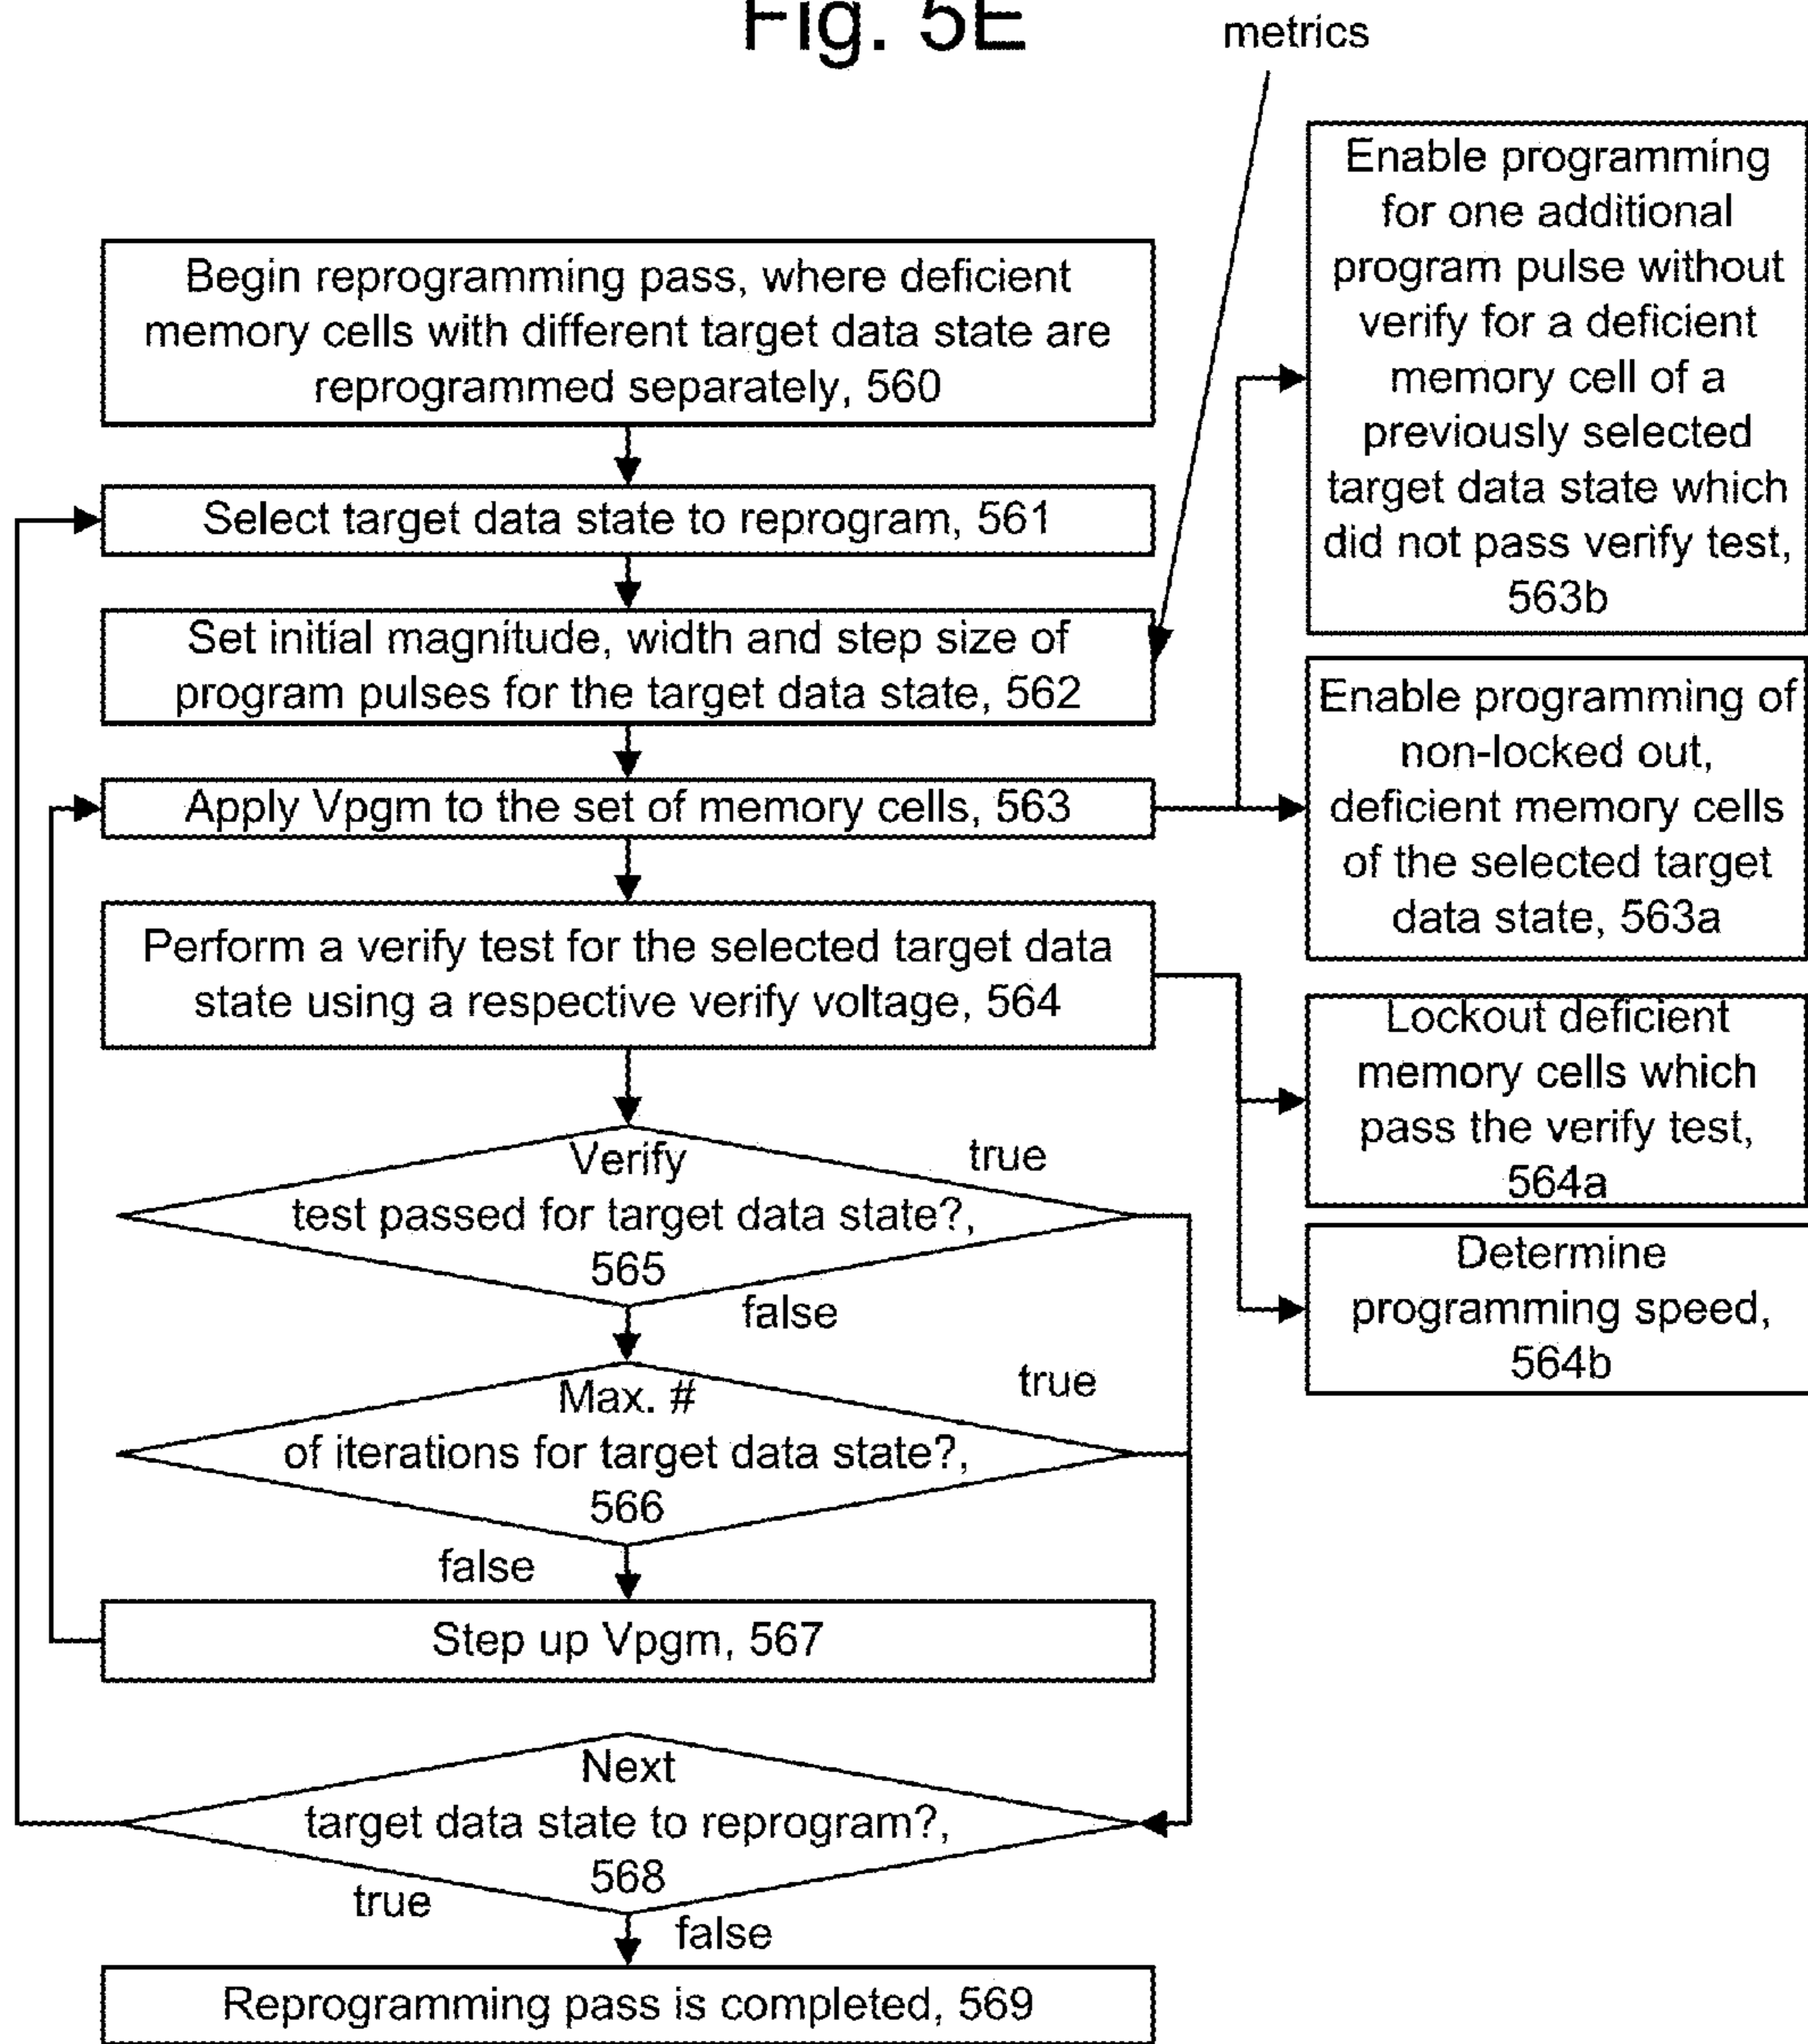 Fig. 5E
metrics
Begin reprogramming pass, where deficient
memory cells with different target data state are
reprogrammed separately, 560
Select target data state to reprogram, 561
Set initial magnitude, width and step size of
program pulses for the target data state, 562
Apply Vpgm to the set of memory cells, 563
Perform a verify test for the selected target data
state using a respective verify voltage, 564
Verify
test passed for target data state?,
565
true
false
Max. #
of iterations for target data state?,
566
true
false
Step up Vpgm, 567
Next
target data state to reprogram?,
568
true
false
Reprogramming pass is completed, 569
Enable programming
for one additional
program pulse without
verify for a deficient
memory cell of a
previously selected
target data state which
did not pass verify test,
563b
Enable programming of
non-locked out,
deficient memory cells
of the selected target
data state, 563a
Lockout deficient
memory cells which
pass the verify test,
564a
Determine
programming speed,
564b